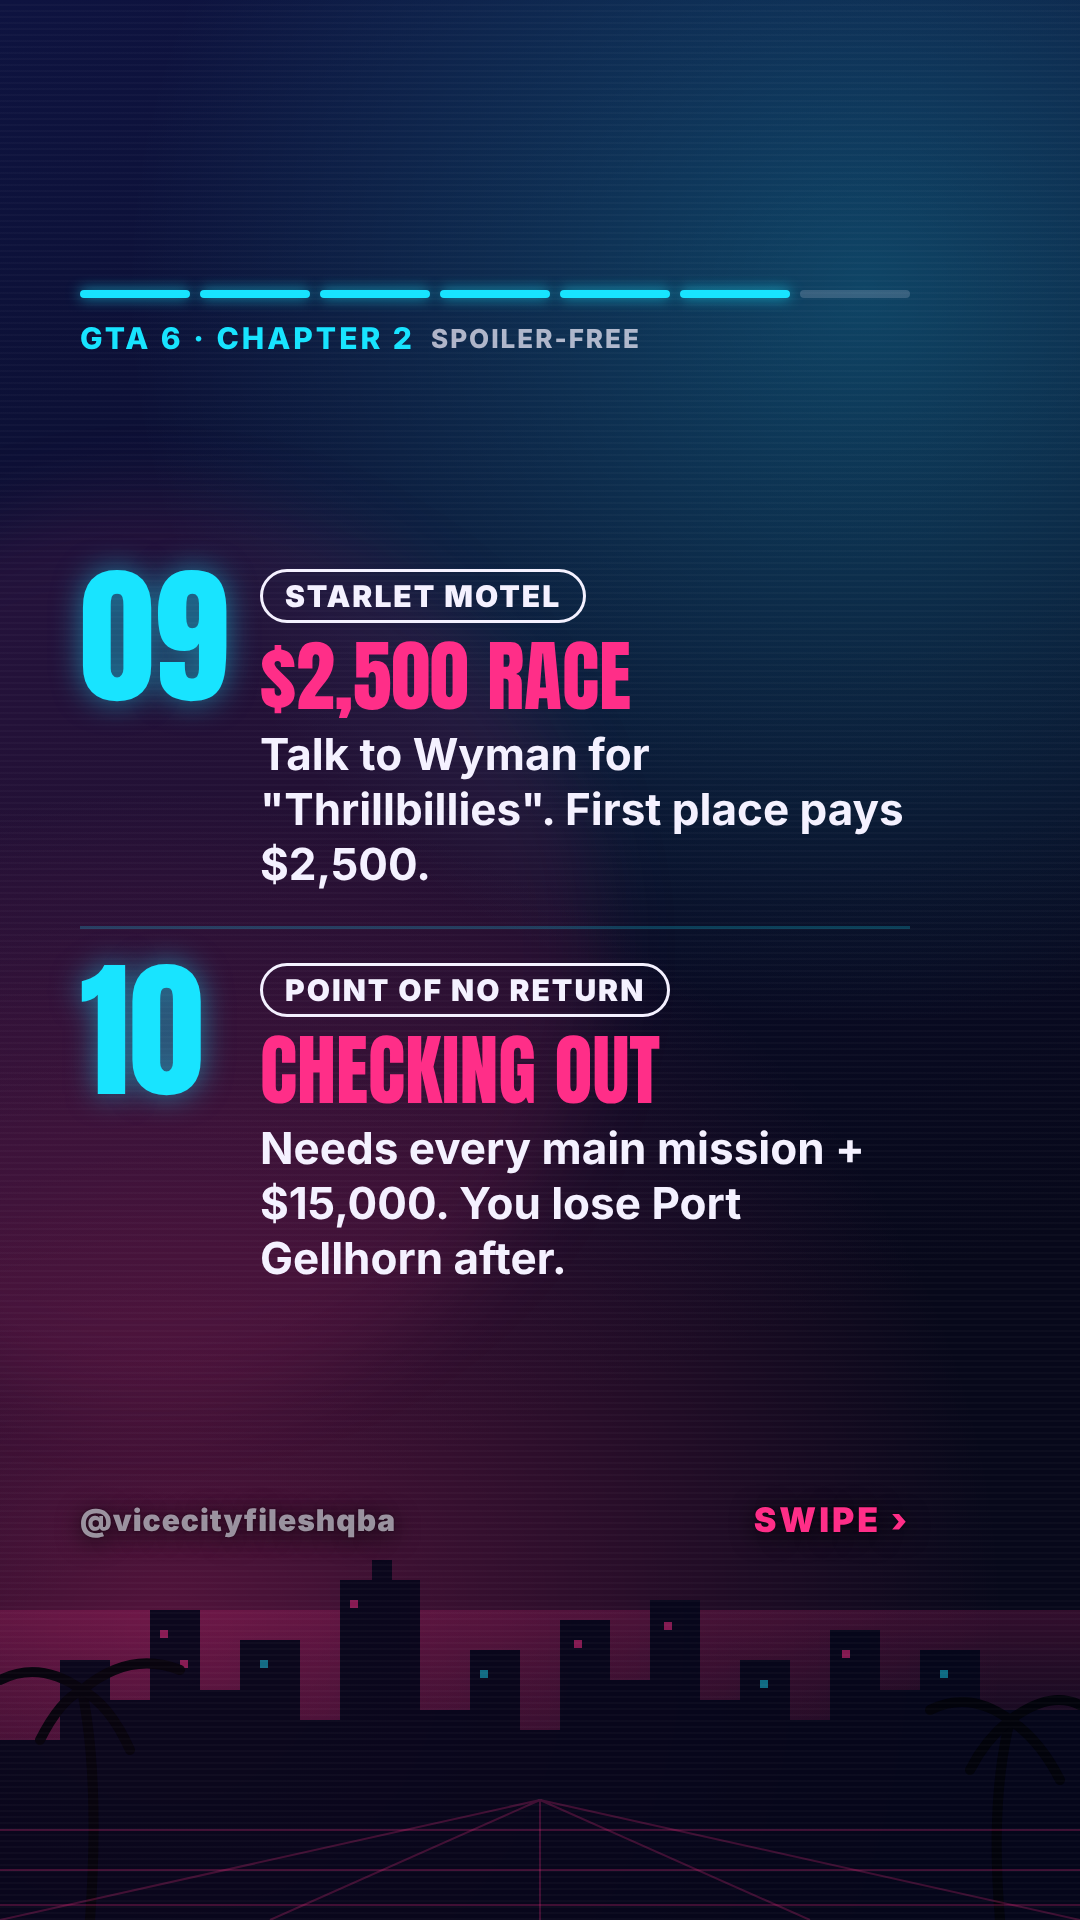 GTA 6 · CHAPTER 2 SPOILER-FREE
09
STARLET MOTEL
$2,500 RACE
Talk to Wyman for
"Thrillbillies". First place pays
$2,500.
10
POINT OF NO RETURN
CHECKING OUT
Needs every main mission +
$15,000. You lose Port
Gellhorn after.
@vicecityfileshqba
SWIPE ›